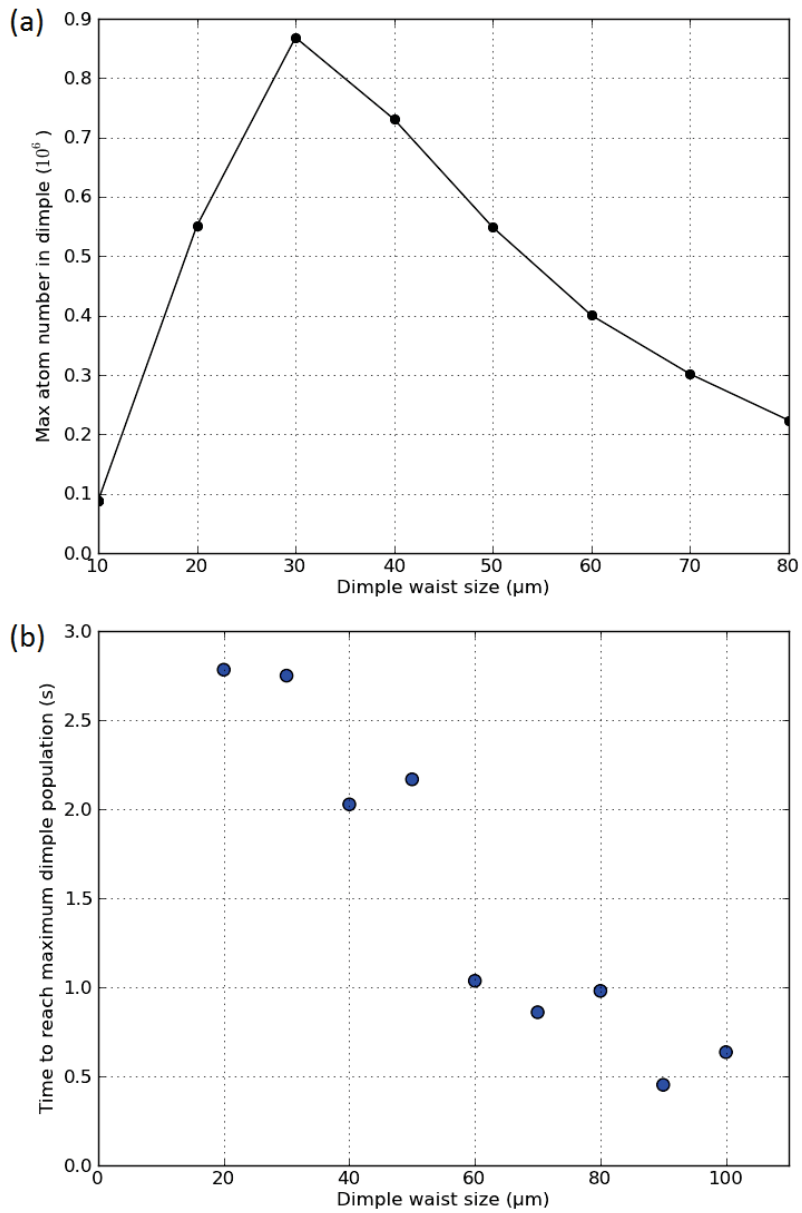 (a)
Max atom number in dimple (10⁶ )
0.9
0.8
0.7
0.6
0.5
0.4
0.3
0.2
0.1
0.0
10 20 30 40 50 60 70 80
Dimple waist size (μm)
(b)
Time to reach maximum dimple population (s)
3.0
2.5
2.0
1.5
1.0
0.5
0.0
0 20 40 60 80 100
Dimple waist size (μm)